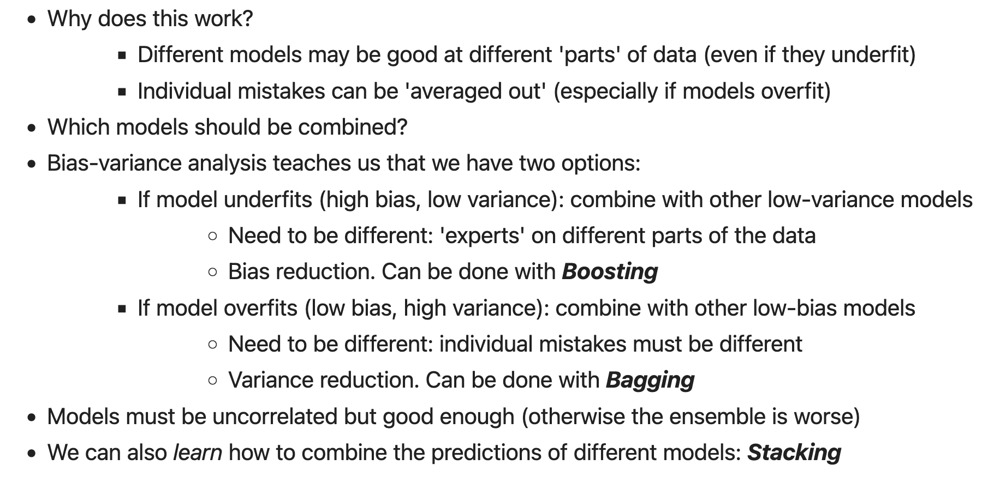 • Why does this work?
▪ Different models may be good at different 'parts' of data (even if they underfit)
▪ Individual mistakes can be 'averaged out' (especially if models overfit)
• Which models should be combined?
• Bias-variance analysis teaches us that we have two options:
▪ If model underfits (high bias, low variance): combine with other low-variance models
◦ Need to be different: 'experts' on different parts of the data
◦ Bias reduction. Can be done with Boosting
▪ If model overfits (low bias, high variance): combine with other low-bias models
◦ Need to be different: individual mistakes must be different
◦ Variance reduction. Can be done with Bagging
• Models must be uncorrelated but good enough (otherwise the ensemble is worse)
• We can also learn how to combine the predictions of different models: Stacking